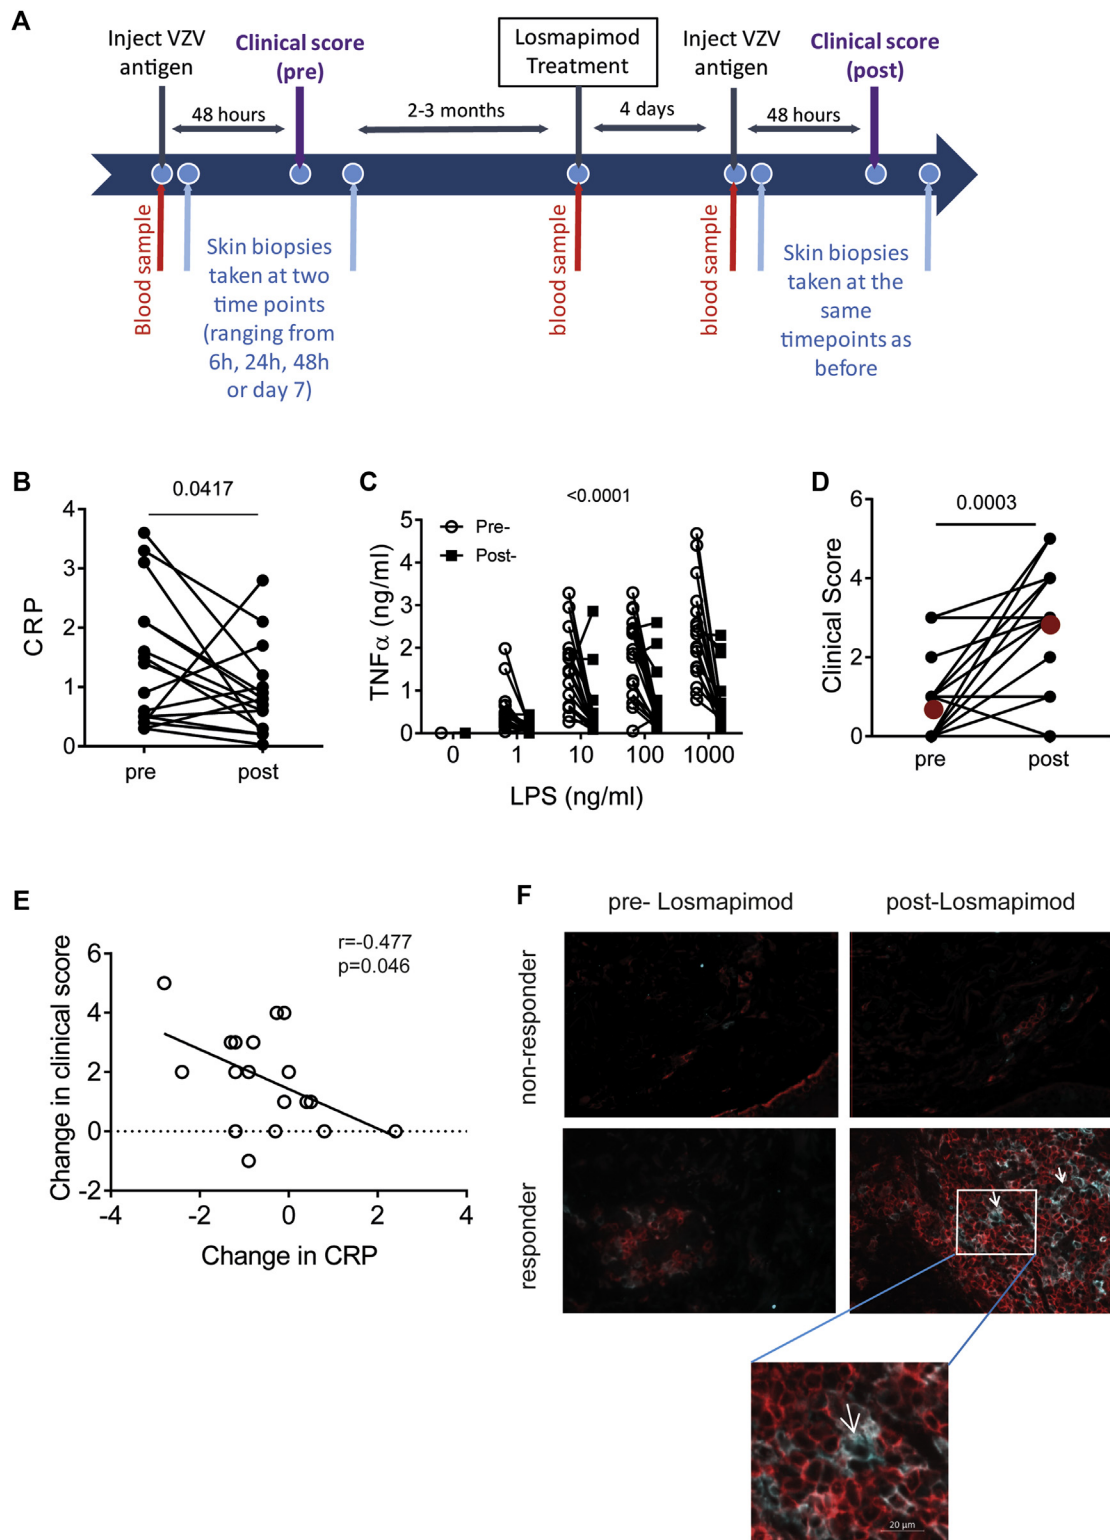 A
Inject VZV
antigen
Clinical score
(pre)
Losmapimod
Treatment
Inject VZV
antigen
Clinical score
(post)
48 hours
2-3 months
4 days
48 hours
Blood sample
Skin biopsies
taken at two
time points
(ranging from
6h, 24h, 48h
or day 7)
blood sample
blood sample
Skin biopsies
taken at the
same
timepoints as
before
B
0.0417
CRP
4
3
2
1
0
pre
post
C
<0.0001
Pre-
Post-
TNFα (ng/ml)
5
4
3
2
1
0
0
1
10
100
1000
LPS (ng/ml)
D
0.0003
Clinical Score
6
4
2
0
pre
post
E
r=-0.477
p=0.046
Change in clinical score
6
4
2
0
-2
-4
-2
0
2
4
Change in CRP
F
pre- Losmapimod
post-Losmapimod
non-responder
responder
20 µm